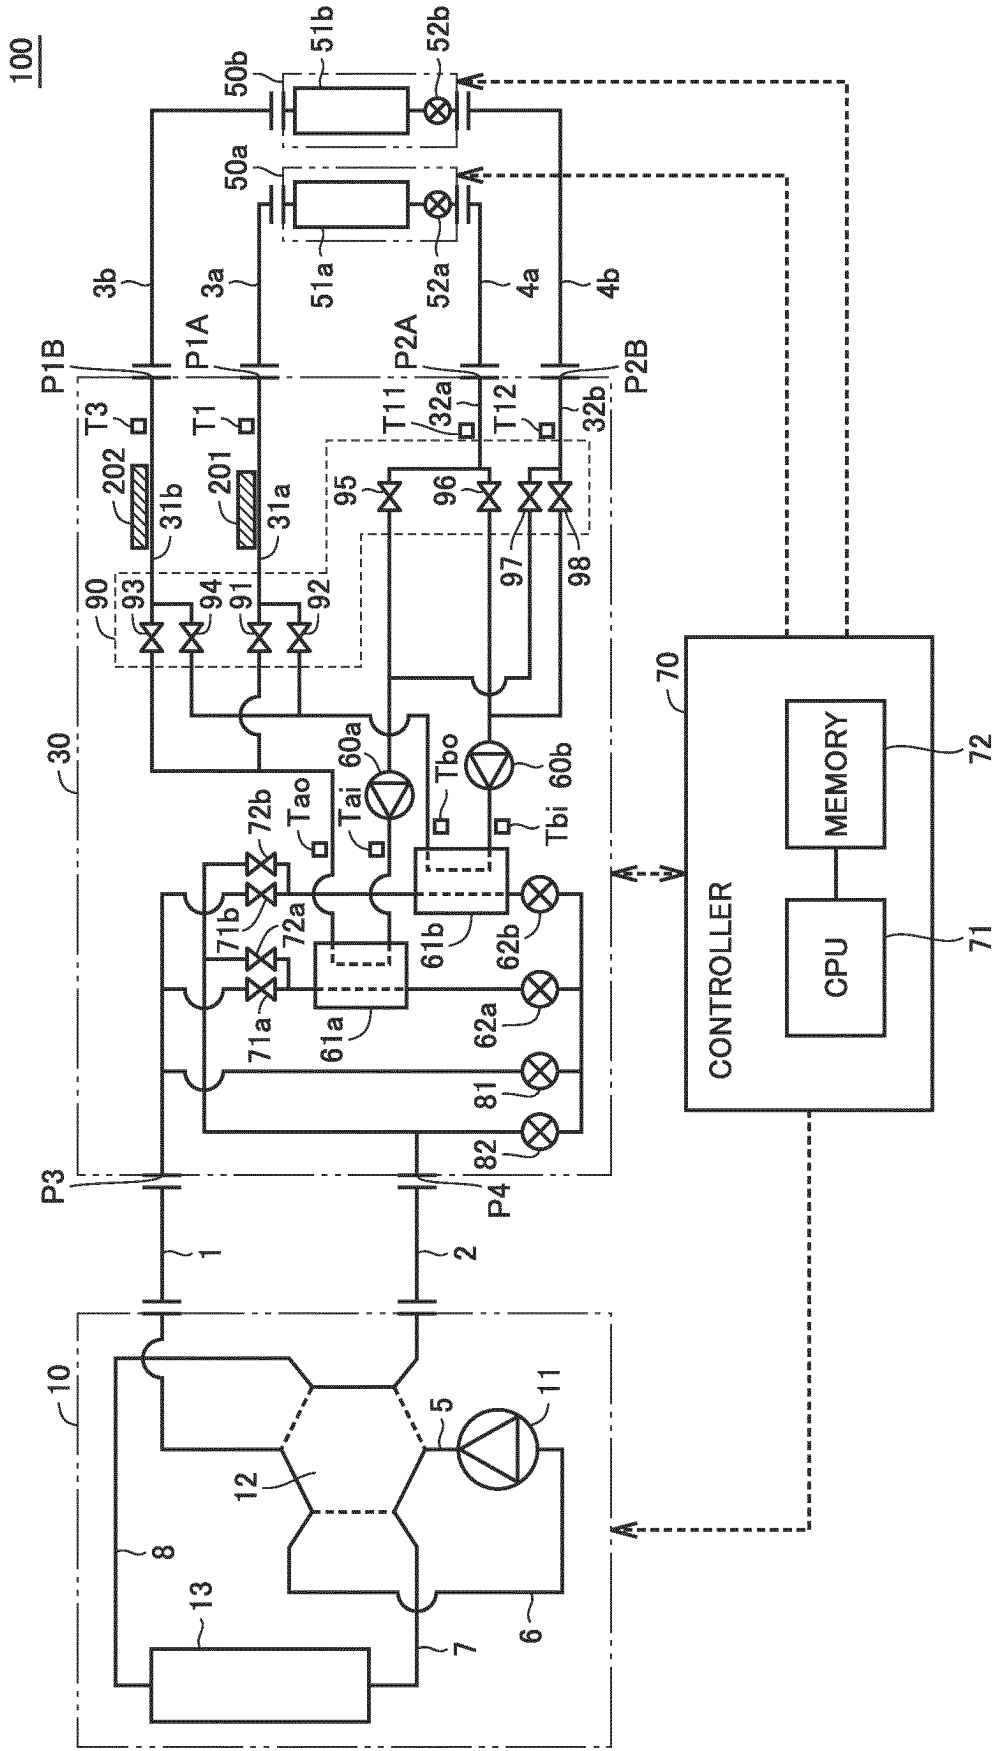 100
10
8
13
12
7
6
5
11
1
2
P3
P4
30
71a
72a
71b
72b
61a
61b
62a
62b
81
82
Tao
Tai
Tbo
Tbi
60a
60b
90
93
94
91
92
95
96
97
98
202
201
31b
31a
T3
T1
T11
T12
32a
32b
P1B
P1A
P2A
P2B
3b
3a
4a
4b
50b
51b
52b
50a
51a
52a
70
CONTROLLER
CPU
71
MEMORY
72